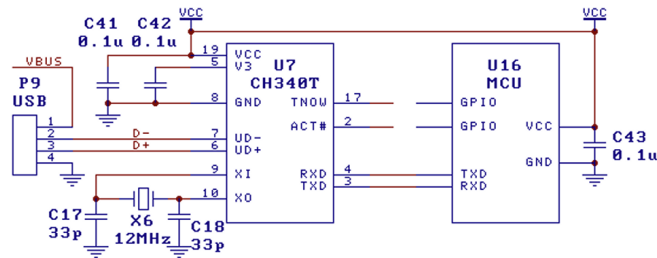 VCC VCC
C41 C42
0.1u 0.1u
VBUS
P9
USB
1
2 D-
3 D+
4
19 VCC
5 V3
8 GND
7 UD-
6 UD+
9 XI
10 XO
U7
CH340T
TNOW 17
ACT# 2
RXD 4
TXD 3
U16
MCU
GPIO
GPIO
VCC
GND
TXD
RXD
C43
0.1u
C17
33p
X6
12MHz
C18
33p